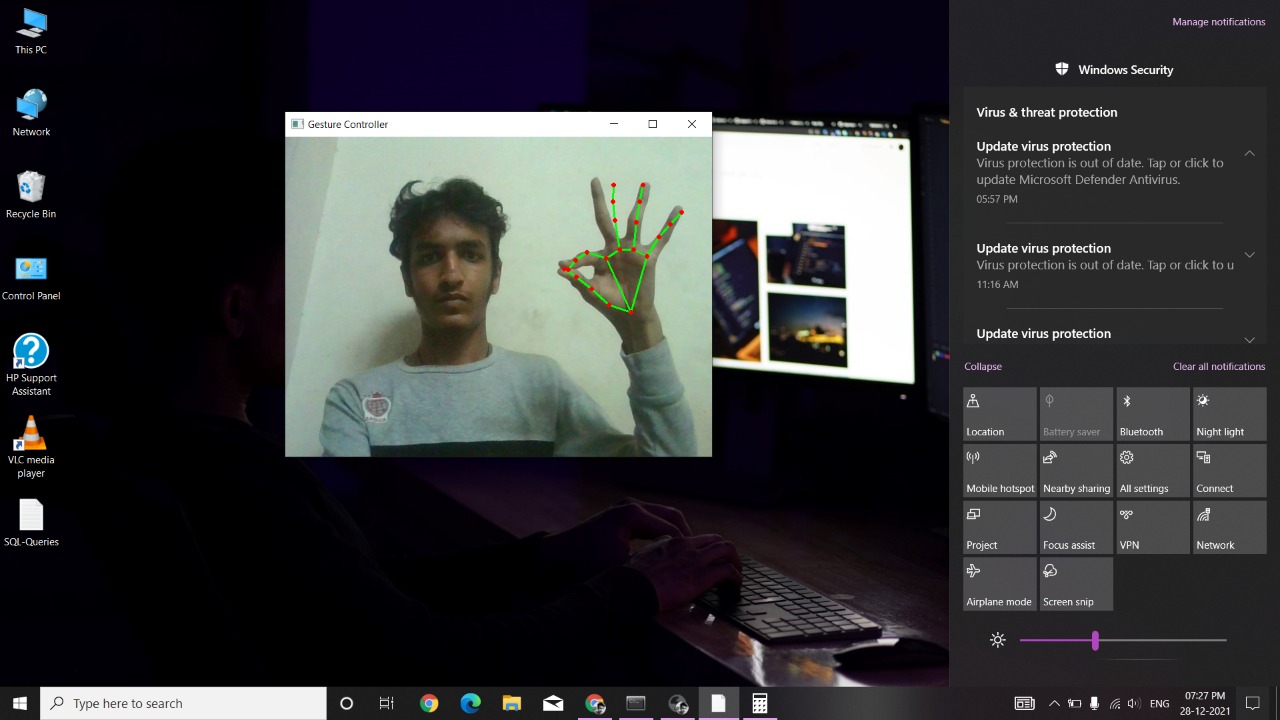 This PC
Network
Recycle Bin
Control Panel
HP Support
Assistant
VLC media
player
SQL-Queries
Gesture Controller
Manage notifications
Windows Security
Virus & threat protection
Update virus protection
Virus protection is out of date. Tap or click to
update Microsoft Defender Antivirus.
05:57 PM
Update virus protection
Virus protection is out of date. Tap or click to u
11:16 AM
Update virus protection
Collapse
Clear all notifications
Location
Battery saver
Bluetooth
Night light
Mobile hotspot
Nearby sharing
All settings
Connect
Project
Focus assist
VPN
Network
Airplane mode
Screen snip
Type here to search
ENG
07:27 PM
28-12-2021